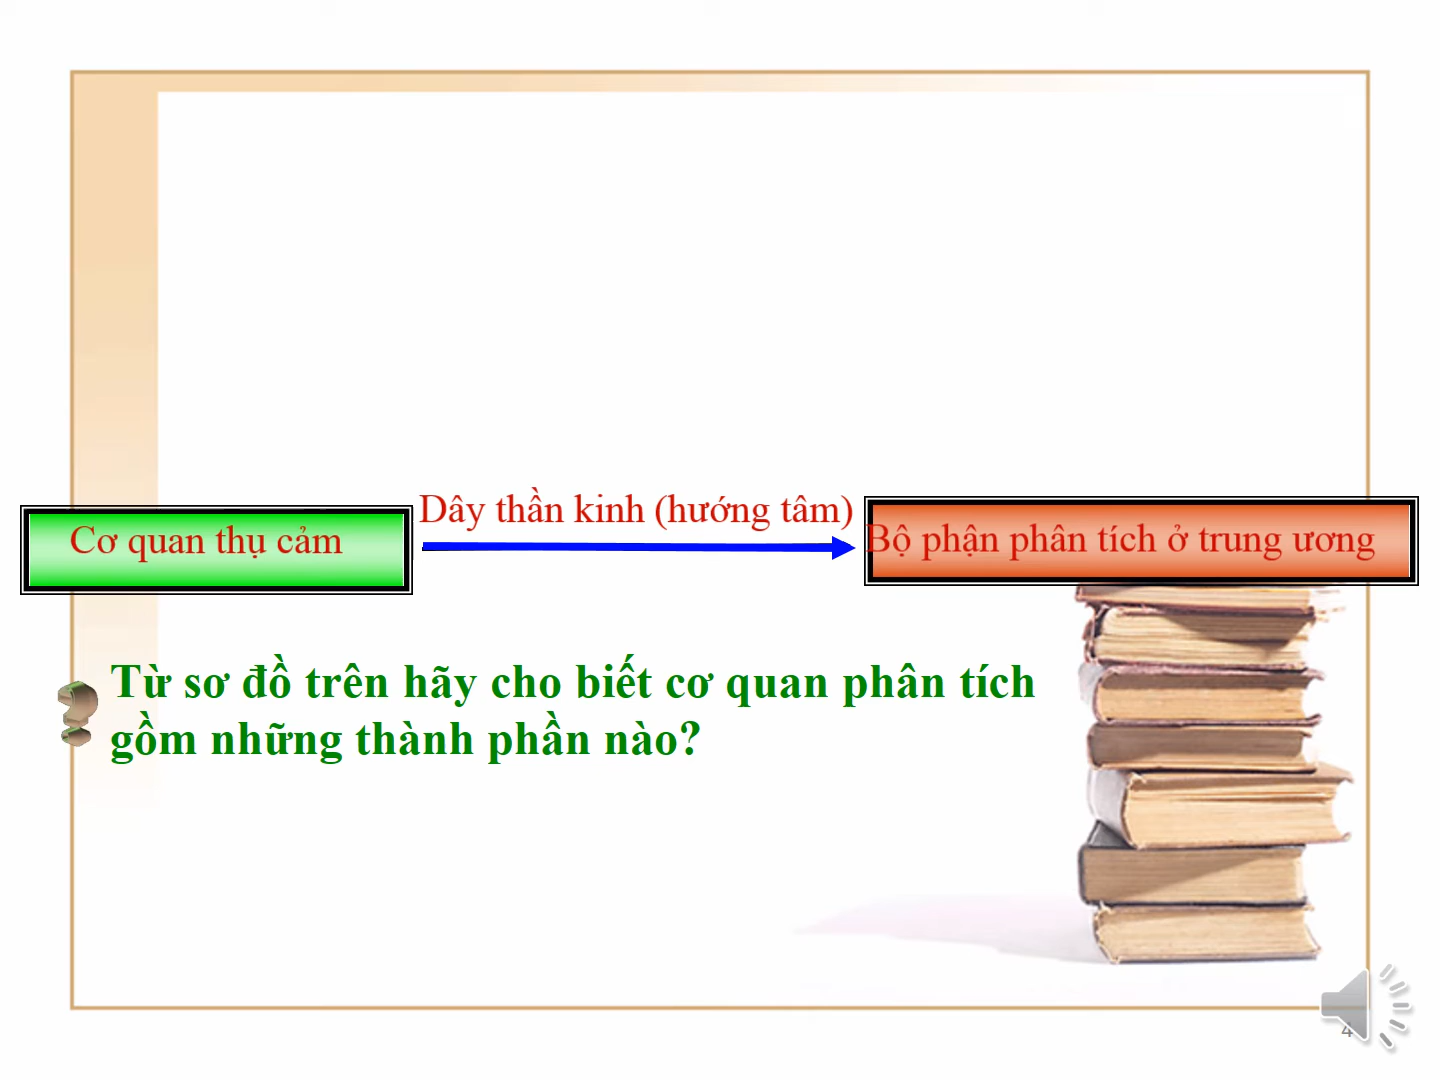 Dây thần kinh (hướng tâm)
Cơ quan thụ cảm
Bộ phận phân tích ở trung ương
Từ sơ đồ trên hãy cho biết cơ quan phân tích
gồm những thành phần nào?
4